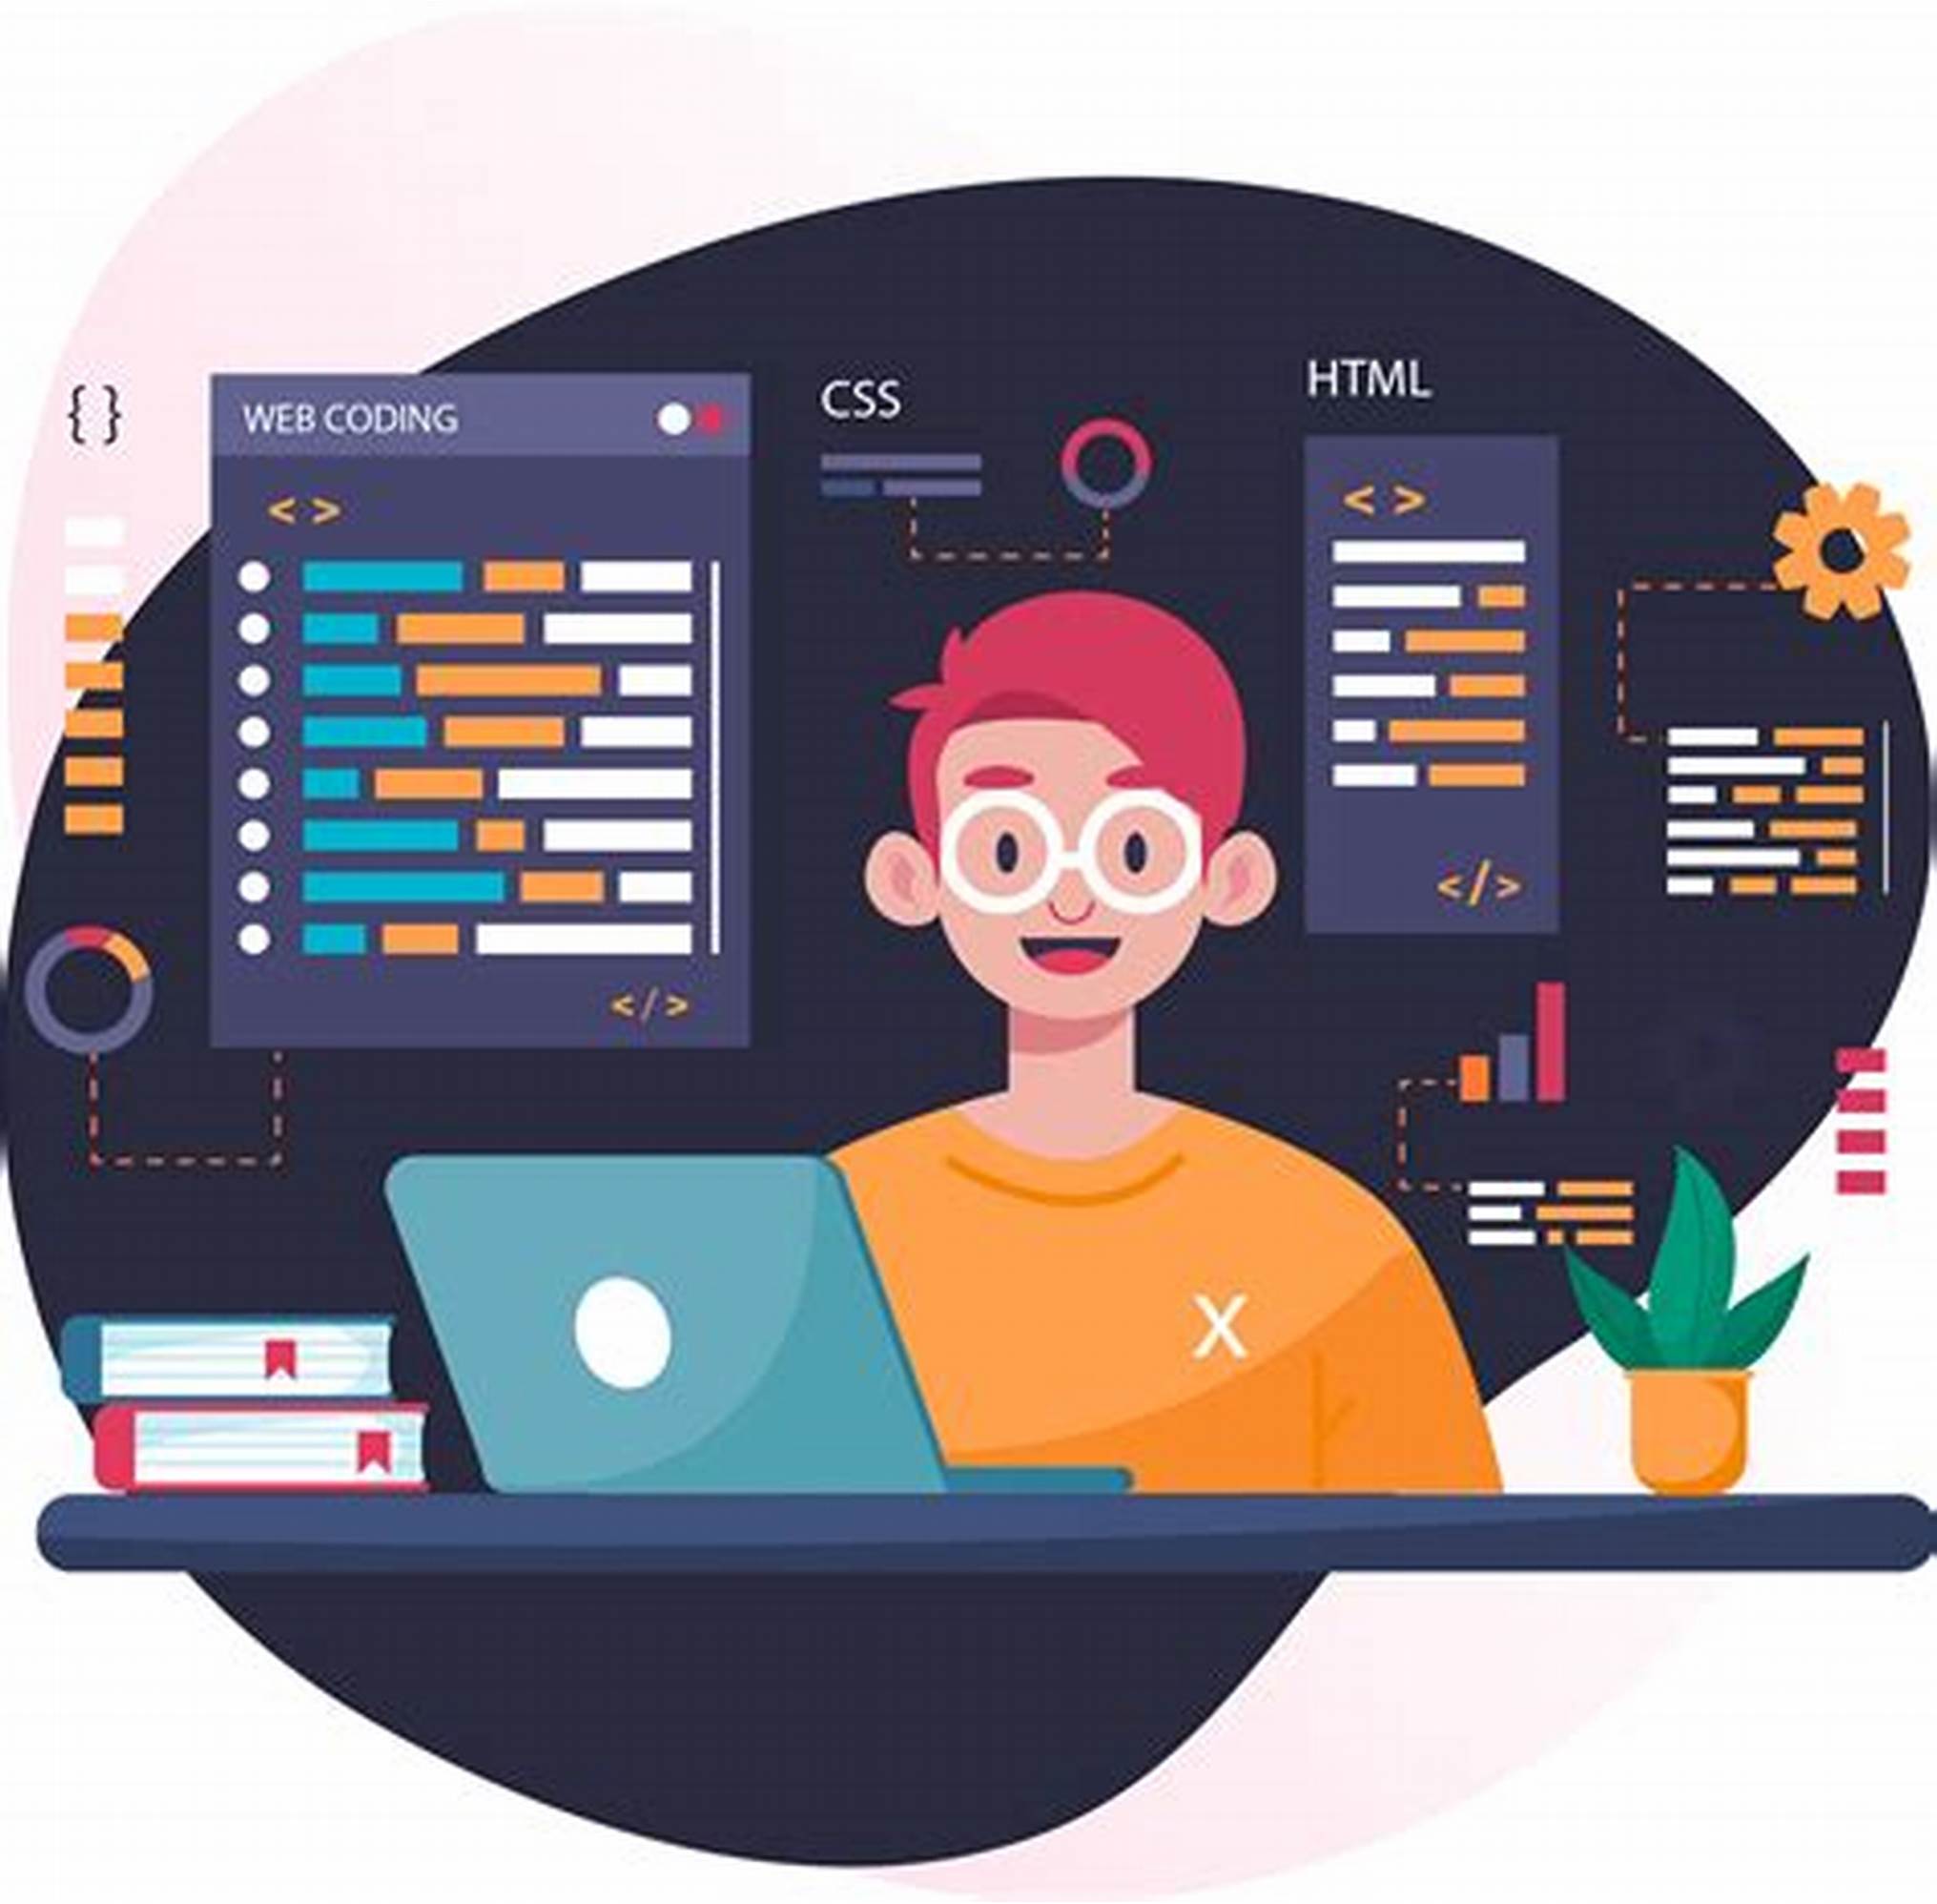 HTML
CSS
{ }
WEB CODING
< >
< >
</>
</>
X